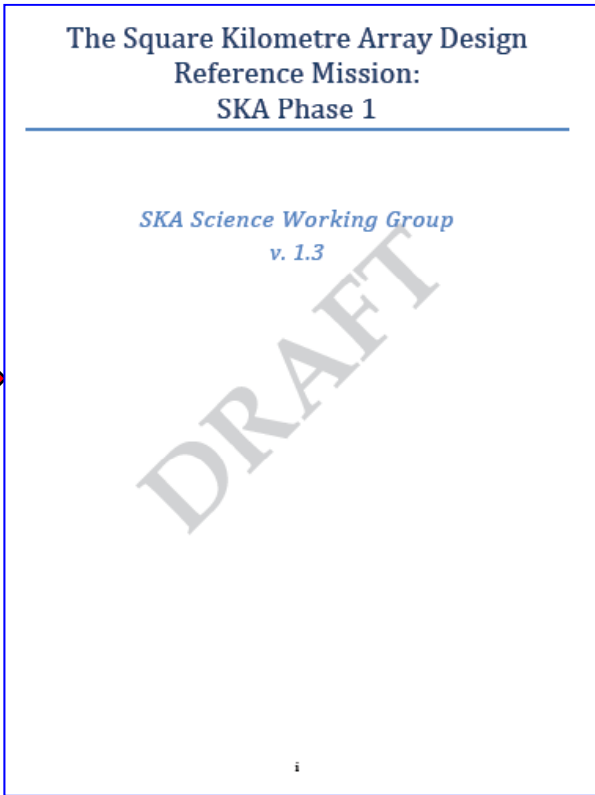 The Square Kilometre Array Design
Reference Mission:
SKA Phase 1
SKA Science Working Group
v. 1.3
DRAFT
i